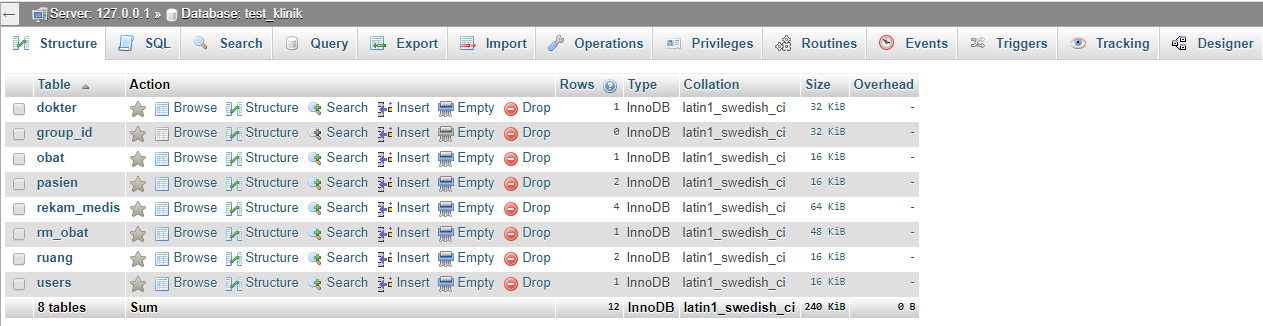 Server: 127.0.0.1 » Database: test_klinik
Structure SQL Search Query Export Import Operations Privileges Routines Events Triggers Tracking Designer
Table Action Rows Type Collation Size Overhead
dokter Browse Structure Search Insert Empty Drop 1 InnoDB latin1_swedish_ci 32 KiB -
group_id Browse Structure Search Insert Empty Drop 0 InnoDB latin1_swedish_ci 32 KiB -
obat Browse Structure Search Insert Empty Drop 1 InnoDB latin1_swedish_ci 16 KiB -
pasien Browse Structure Search Insert Empty Drop 2 InnoDB latin1_swedish_ci 16 KiB -
rekam_medis Browse Structure Search Insert Empty Drop 4 InnoDB latin1_swedish_ci 64 KiB -
rm_obat Browse Structure Search Insert Empty Drop 1 InnoDB latin1_swedish_ci 48 KiB -
ruang Browse Structure Search Insert Empty Drop 2 InnoDB latin1_swedish_ci 16 KiB -
users Browse Structure Search Insert Empty Drop 1 InnoDB latin1_swedish_ci 16 KiB -
8 tables Sum 12 InnoDB latin1_swedish_ci 240 KiB 0 B